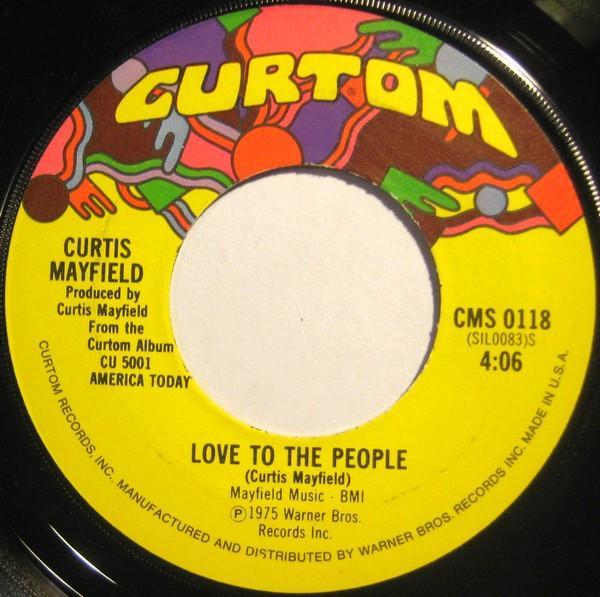 CURTOM®
CURTIS
MAYFIELD
Produced by
Curtis Mayfield
From the
Curtom Album
CU 5001
AMERICA TODAY
CMS 0118
(SIL0083)S
4:06
LOVE TO THE PEOPLE
(Curtis Mayfield)
Mayfield Music - BMI
Ⓟ1975 Warner Bros.
Records Inc.
CURTOM RECORDS, INC. MANUFACTURED AND DISTRIBUTED BY WARNER BROS. RECORDS INC. MADE IN U.S.A.